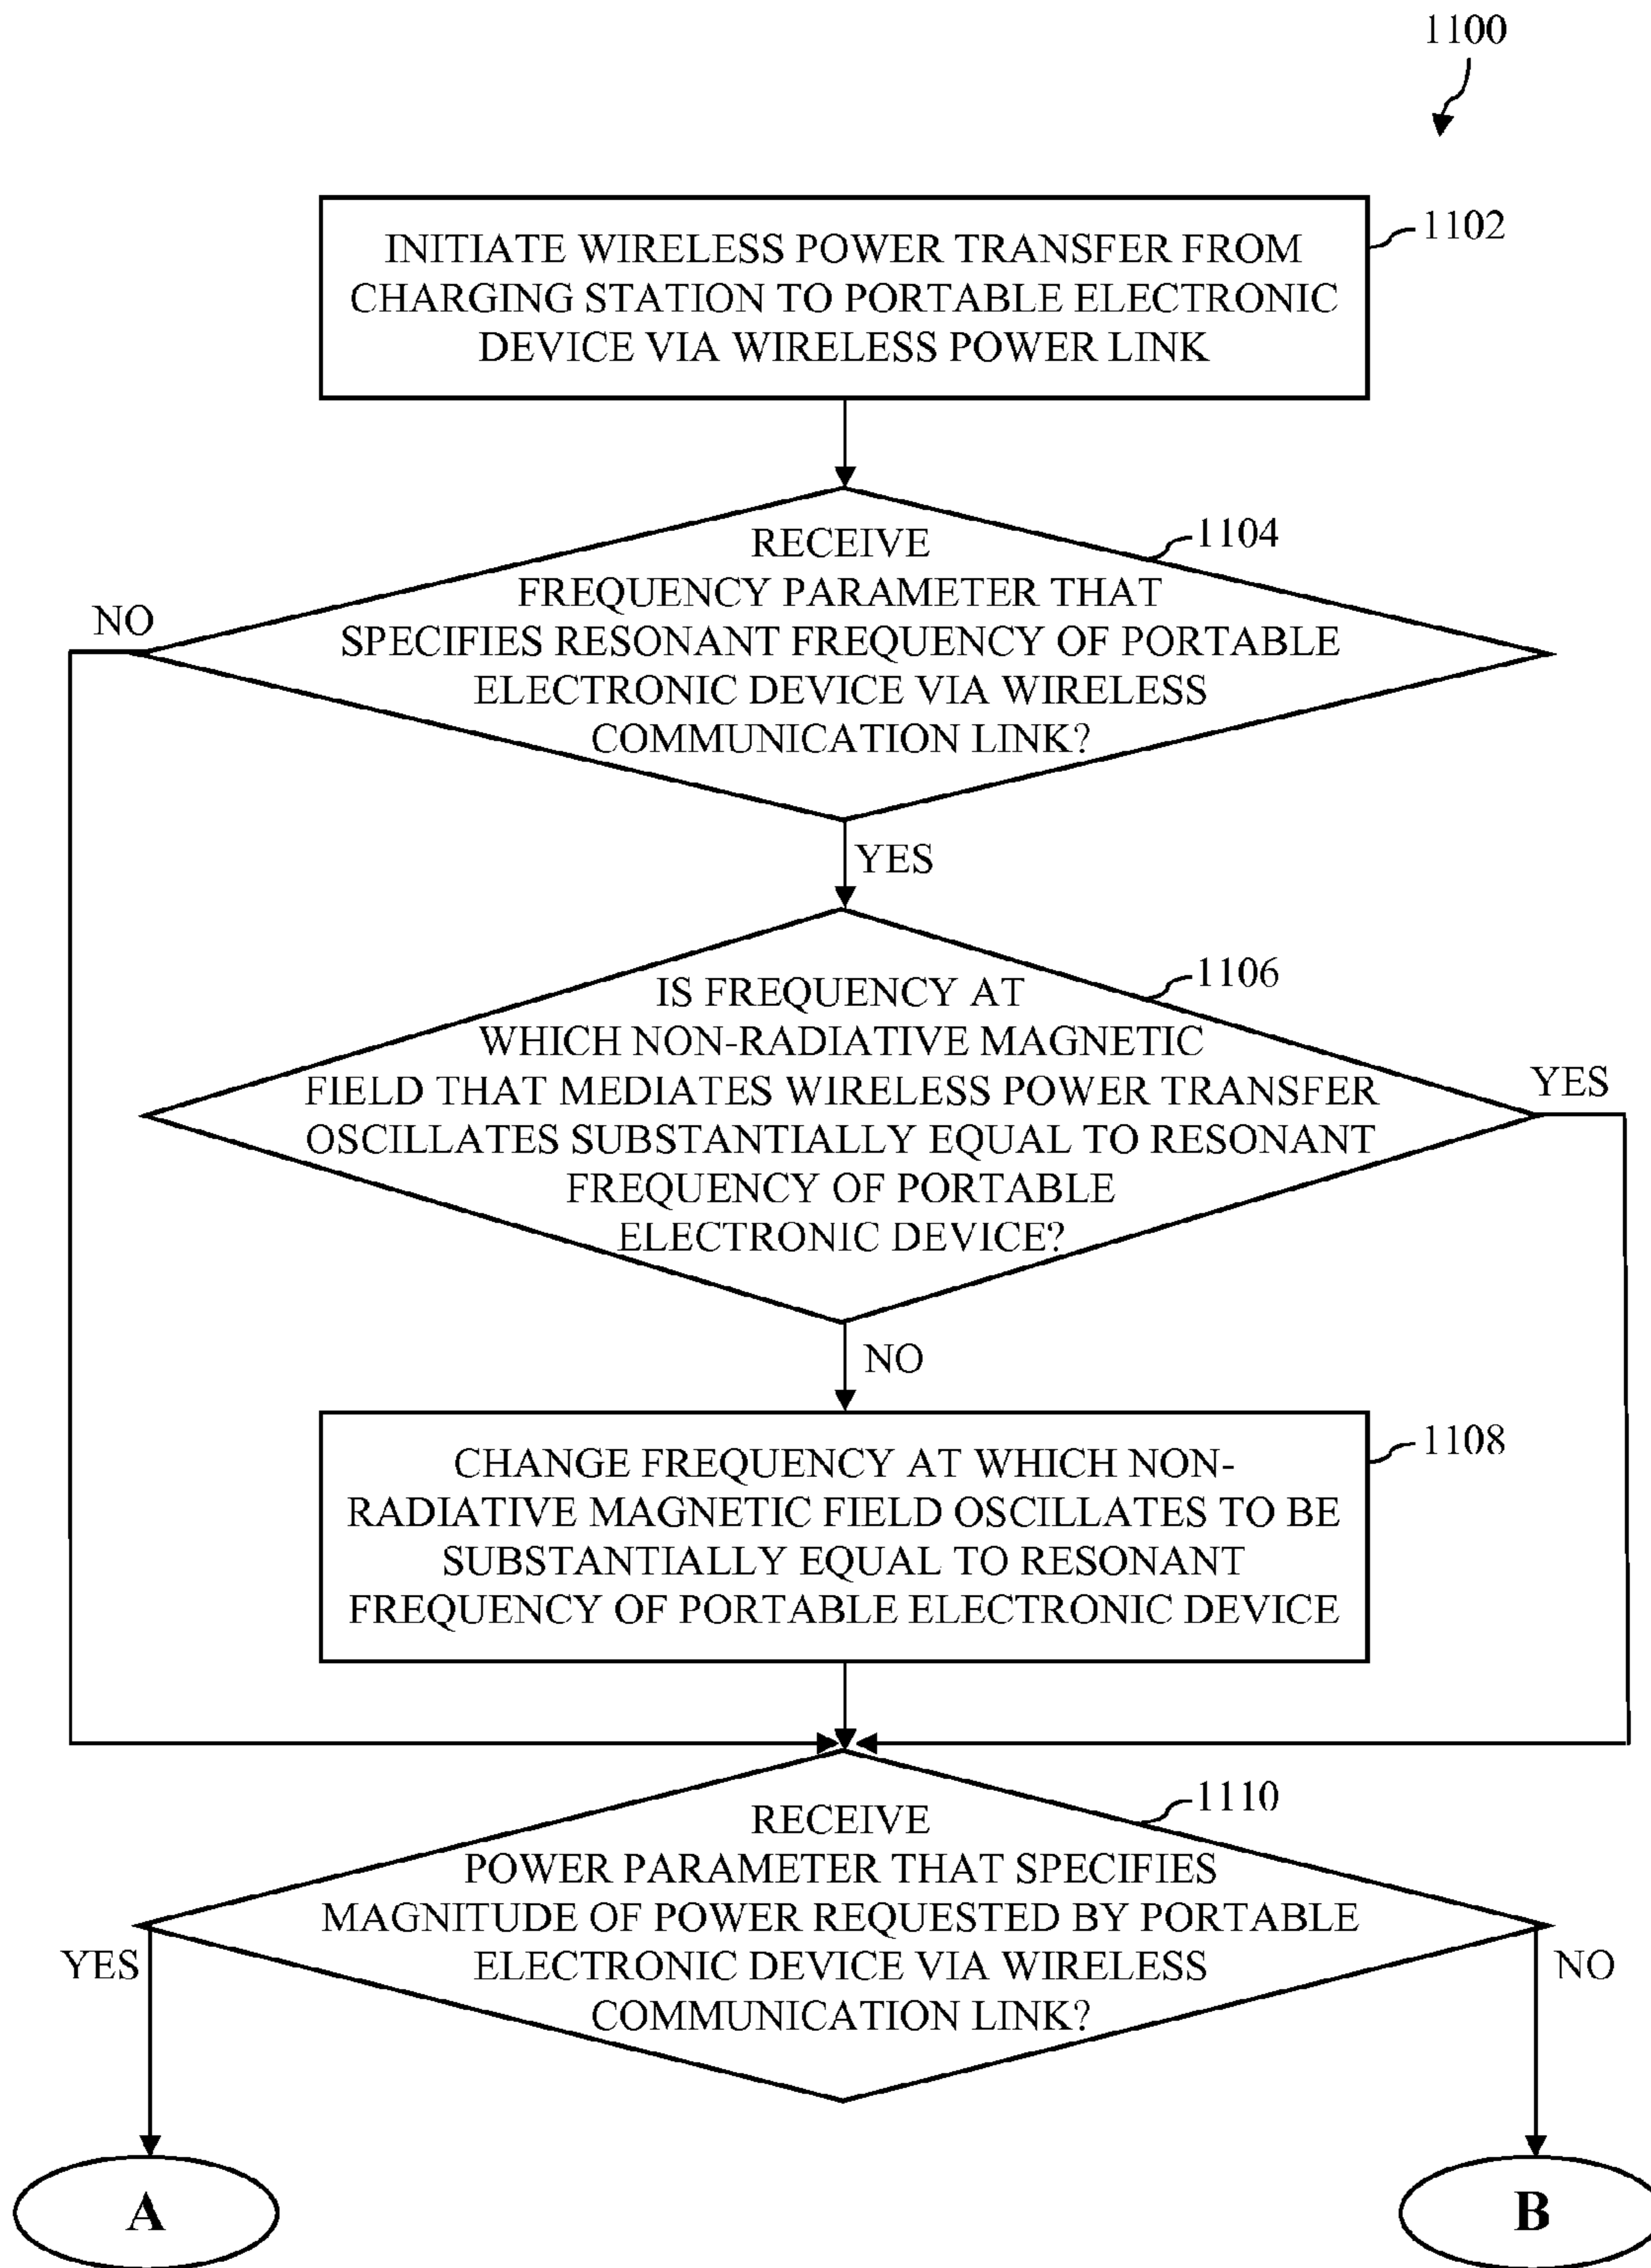 1100
INITIATE WIRELESS POWER TRANSFER FROM
CHARGING STATION TO PORTABLE ELECTRONIC
DEVICE VIA WIRELESS POWER LINK
1102
RECEIVE
FREQUENCY PARAMETER THAT
SPECIFIES RESONANT FREQUENCY OF PORTABLE
ELECTRONIC DEVICE VIA WIRELESS
COMMUNICATION LINK?
1104
NO
YES
IS FREQUENCY AT
WHICH NON-RADIATIVE MAGNETIC
FIELD THAT MEDIATES WIRELESS POWER TRANSFER
OSCILLATES SUBSTANTIALLY EQUAL TO RESONANT
FREQUENCY OF PORTABLE
ELECTRONIC DEVICE?
1106
YES
NO
CHANGE FREQUENCY AT WHICH NON-
RADIATIVE MAGNETIC FIELD OSCILLATES TO BE
SUBSTANTIALLY EQUAL TO RESONANT
FREQUENCY OF PORTABLE ELECTRONIC DEVICE
1108
RECEIVE
POWER PARAMETER THAT SPECIFIES
MAGNITUDE OF POWER REQUESTED BY PORTABLE
ELECTRONIC DEVICE VIA WIRELESS
COMMUNICATION LINK?
1110
YES
NO
A
B